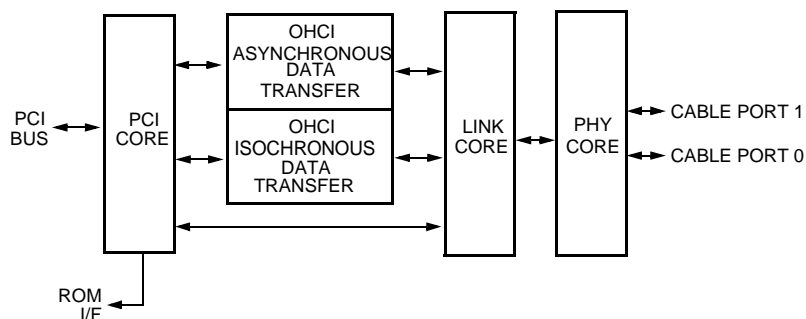 OHCI
ASYNCHRONOUS
DATA
TRANSFER
PCI
BUS
PCI
CORE
OHCI
ISOCHRONOUS
DATA
TRANSFER
LINK
CORE
PHY
CORE
CABLE PORT 1
CABLE PORT 0
ROM
I/F